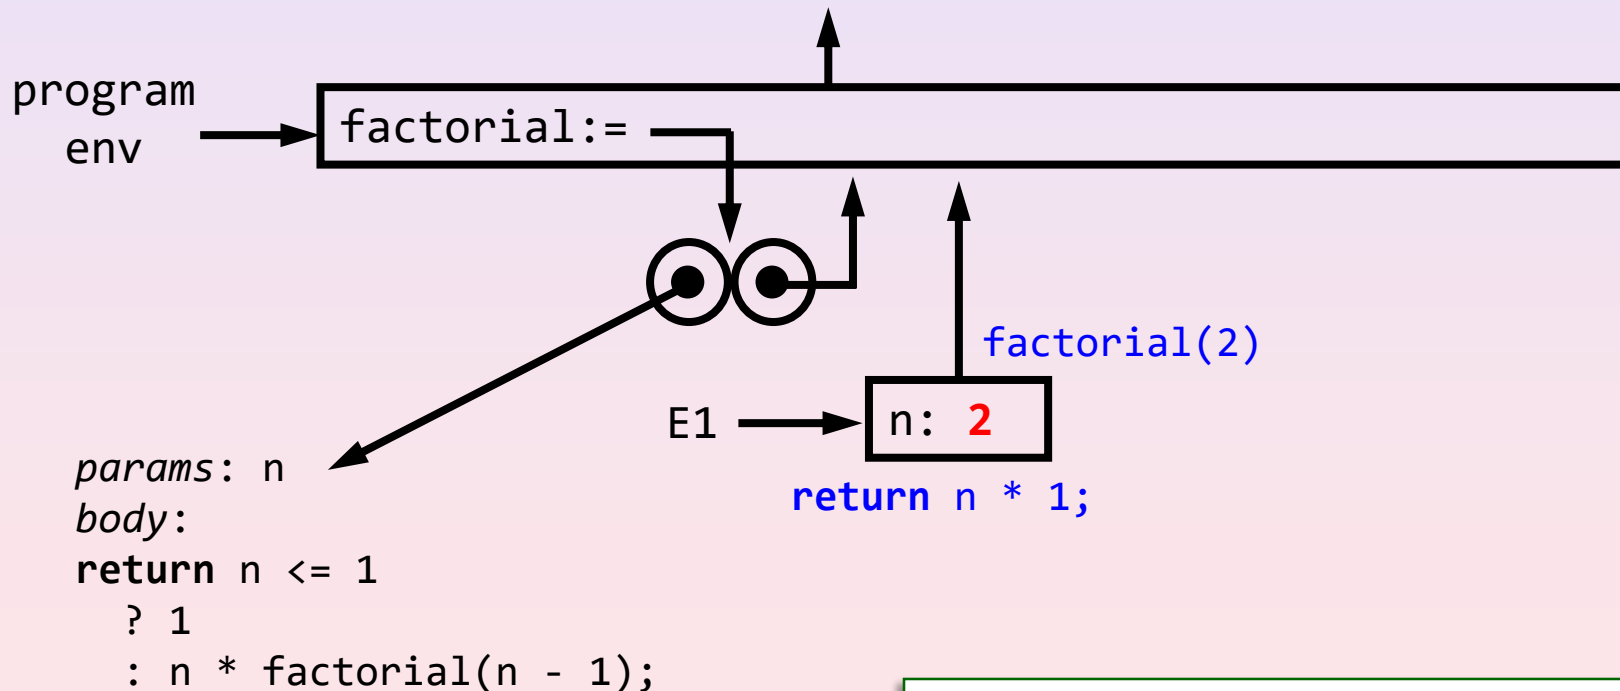 program
env
factorial:=
factorial(2)
E1
n: 2
return n * 1;
params: n
body:
return n <= 1
? 1
: n * factorial(n - 1);